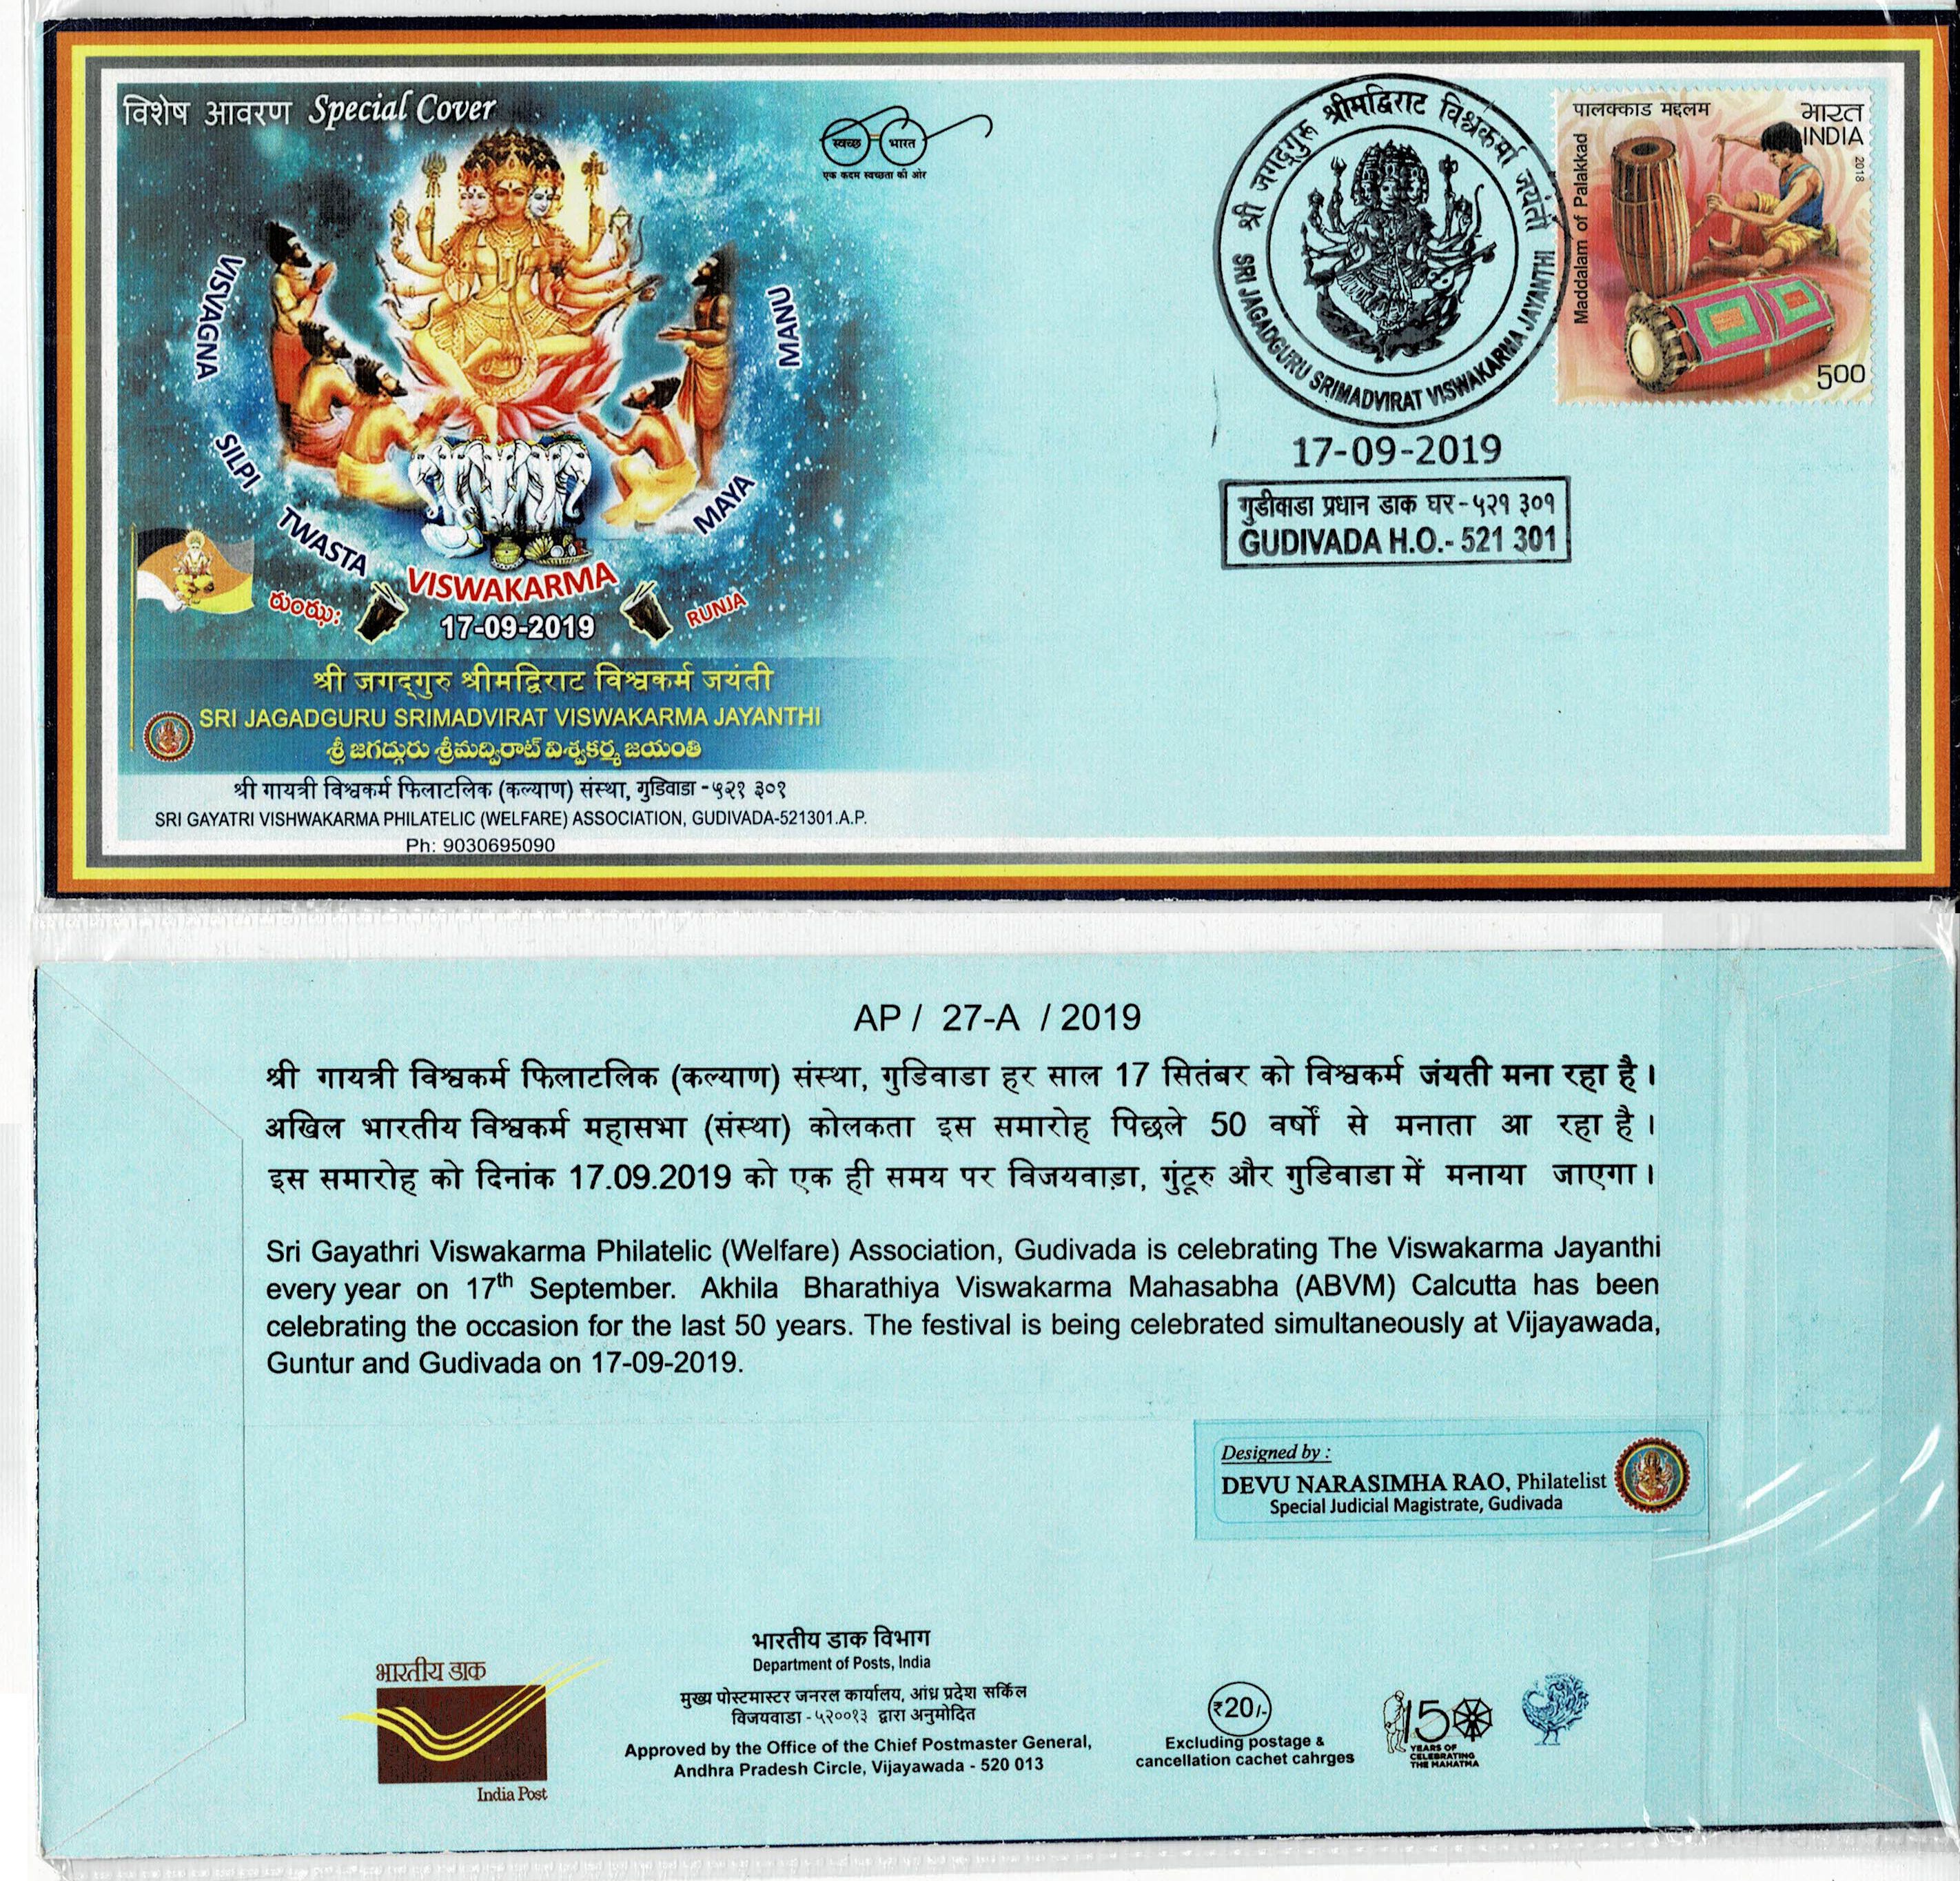 विशेष आवरण Special Cover
स्वच्छ भारत
एक कदम स्वच्छता की ओर
VISVAGNA
MANU
SILPI
MAYA
TWASTA
VISWAKARMA
రుంఝ:
RUNJA
17-09-2019
श्री जगद्‌गुरु श्रीमद्विराट विश्वकर्म जयंती
SRI JAGADGURU SRIMADVIRAT VISWAKARMA JAYANTHI
శ్రీ జగద్గురు శ్రీమద్విరాట్ విశ్వకర్మ జయంతి
श्री गायत्री विश्वकर्म फिलाटलिक (कल्याण) संस्था, गुडिवाडा -५२१ ३०१
SRI GAYATRI VISHWAKARMA PHILATELIC (WELFARE) ASSOCIATION, GUDIVADA-521301.A.P.
Ph: 9030695090
श्री जगद्‌गुरू श्रीमद्विराट विश्वकर्मा जयंती
SRI JAGADGURU SRIMADVIRAT VISWAKARMA JAYANTHI
17-09-2019
गुडीवाडा प्रधान डाक घर-५२१ ३०१
GUDIVADA H.O.- 521 301
पालक्काड मद्दलम
भारत
INDIA
2018
Maddalam of Palakkad
500
AP / 27-A / 2019
श्री गायत्री विश्वकर्म फिलाटलिक (कल्याण) संस्था, गुडिवाडा हर साल 17 सितंबर को विश्वकर्म जंयती मना रहा है।
अखिल भारतीय विश्वकर्म महासभा (संस्था) कोलकता इस समारोह पिछले 50 वर्षों से मनाता आ रहा है।
इस समारोह को दिनांक 17.09.2019 को एक ही समय पर विजयवाड़ा, गुंटूरु और गुडिवाडा में मनाया जाएगा।
Sri Gayathri Viswakarma Philatelic (Welfare) Association, Gudivada is celebrating The Viswakarma Jayanthi
every year on 17th September. Akhila Bharathiya Viswakarma Mahasabha (ABVM) Calcutta has been
celebrating the occasion for the last 50 years. The festival is being celebrated simultaneously at Vijayawada,
Guntur and Gudivada on 17-09-2019.
Designed by :
DEVU NARASIMHA RAO, Philatelist
Special Judicial Magistrate, Gudivada
भारतीय डाक
India Post
भारतीय डाक विभाग
Department of Posts, India
मुख्य पोस्टमास्टर जनरल कार्यालय, आंध्र प्रदेश सर्किल
विजयवाडा - ५२००१३ द्वारा अनुमोदित
Approved by the Office of the Chief Postmaster General,
Andhra Pradesh Circle, Vijayawada - 520 013
₹20/-
Excluding postage &
cancellation cachet cahrges
150
YEARS OF
CELEBRATING
THE MAHATMA